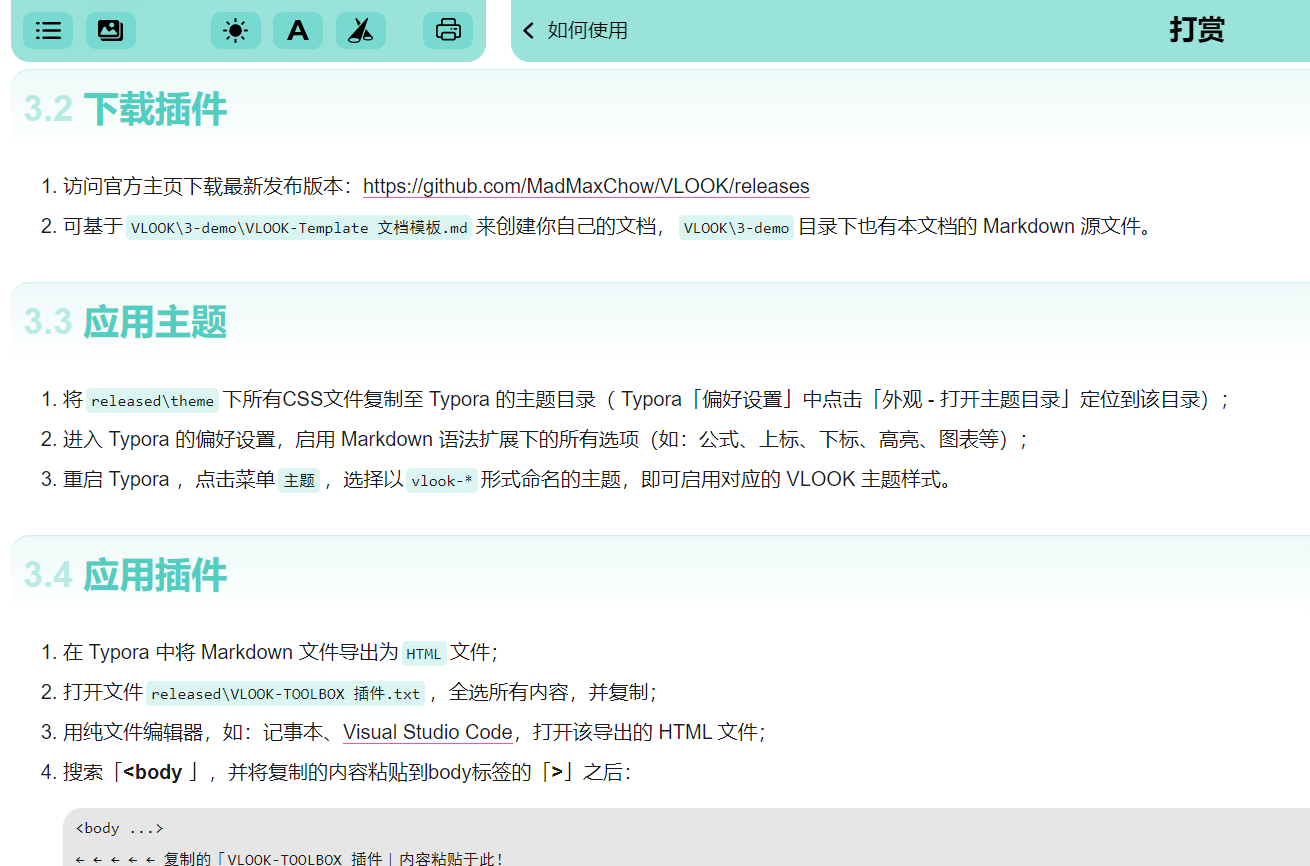 A
如何使用
打赏
3.2 下载插件
1. 访问官方主页下载最新发布版本：https://github.com/MadMaxChow/VLOOK/releases
2. 可基于 VLOOK\3-demo\VLOOK-Template 文档模板.md 来创建你自己的文档， VLOOK\3-demo 目录下也有本文档的 Markdown 源文件。
3.3 应用主题
1. 将 released\theme 下所有CSS文件复制至 Typora 的主题目录（ Typora「偏好设置」中点击「外观 - 打开主题目录」定位到该目录）；
2. 进入 Typora 的偏好设置，启用 Markdown 语法扩展下的所有选项（如：公式、上标、下标、高亮、图表等）；
3. 重启 Typora ，点击菜单 主题 ，选择以 vlook-* 形式命名的主题，即可启用对应的 VLOOK 主题样式。
3.4 应用插件
1. 在 Typora 中将 Markdown 文件导出为 HTML 文件；
2. 打开文件 released\VLOOK-TOOLBOX 插件.txt ，全选所有内容，并复制；
3. 用纯文件编辑器，如：记事本、Visual Studio Code，打开该导出的 HTML 文件；
4. 搜索「<body 」，并将复制的内容粘贴到body标签的「>」之后：
<body ...>
← ← ← ← ← 复制的「VLOOK-TOOLBOX 插件」内容粘贴于此！